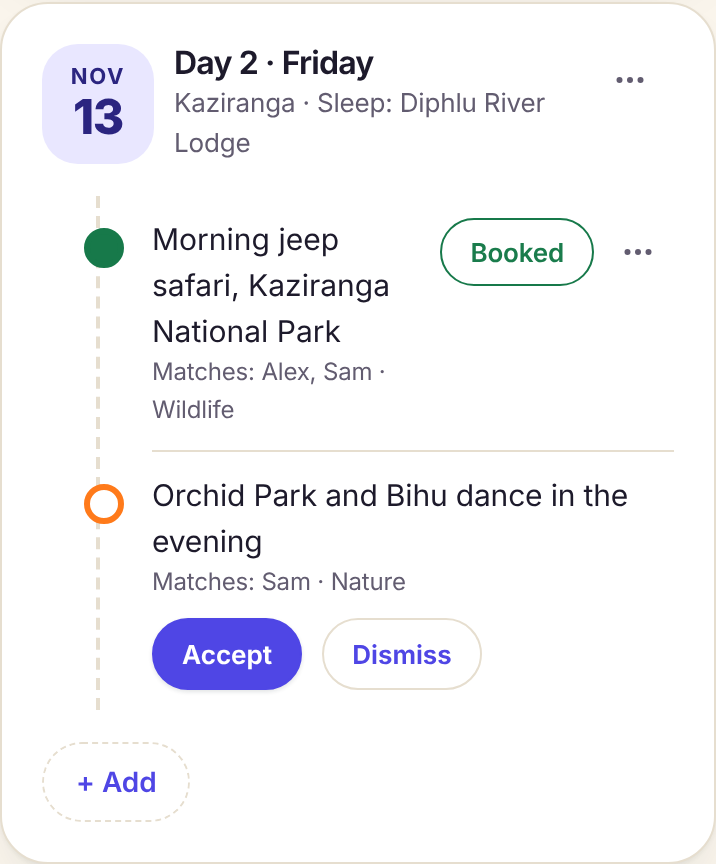 NOV
13
Day 2 · Friday
Kaziranga · Sleep: Diphlu River
Lodge
Morning jeep
safari, Kaziranga
National Park
Booked
Matches: Alex, Sam ·
Wildlife
Orchid Park and Bihu dance in the
evening
Matches: Sam · Nature
Accept
Dismiss
+ Add